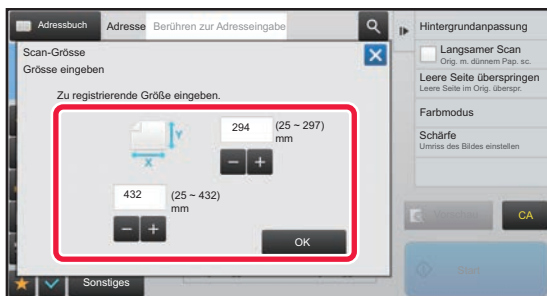 Adressbuch
Adresse Berühren zur Adresseingabe
Hintergrundanpassung
Langsamer Scan
Orig. m. dünnem Pap. sc.
Leere Seite überspringen
Leere Seite im Orig. überspr.
Farbmodus
Schärfe
Umriss des Bildes einstellen
Scan-Grösse
Grösse eingeben
Zu registrierende Größe eingeben.
Y
X
294 (25 ~ 297)
mm
– +
432 (25 ~ 432)
mm
– +
OK
Vorschau
CA
Start
Sonstiges